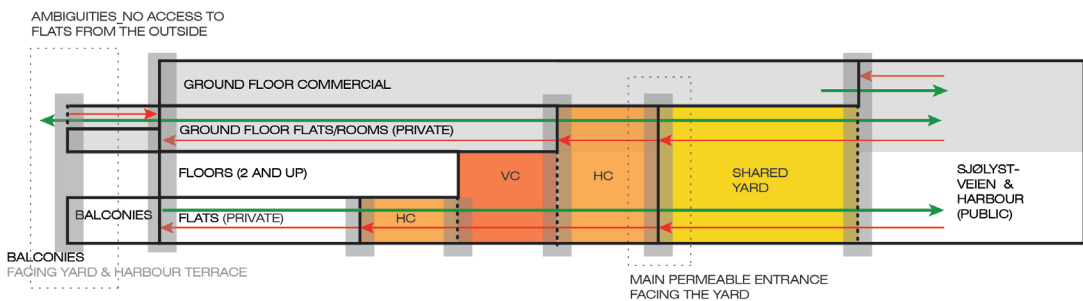 AMBIGUITIES_NO ACCESS TO
FLATS FROM THE OUTSIDE
GROUND FLOOR COMMERCIAL
GROUND FLOOR FLATS/ROOMS (PRIVATE)
FLOORS (2 AND UP)
VC
HC
SHARED
YARD
SJØLYST-
VEIEN &
HARBOUR
(PUBLIC)
BALCONIES
FLATS (PRIVATE)
HC
BALCONIES
FACING YARD & HARBOUR TERRACE
MAIN PERMEABLE ENTRANCE
FACING THE YARD